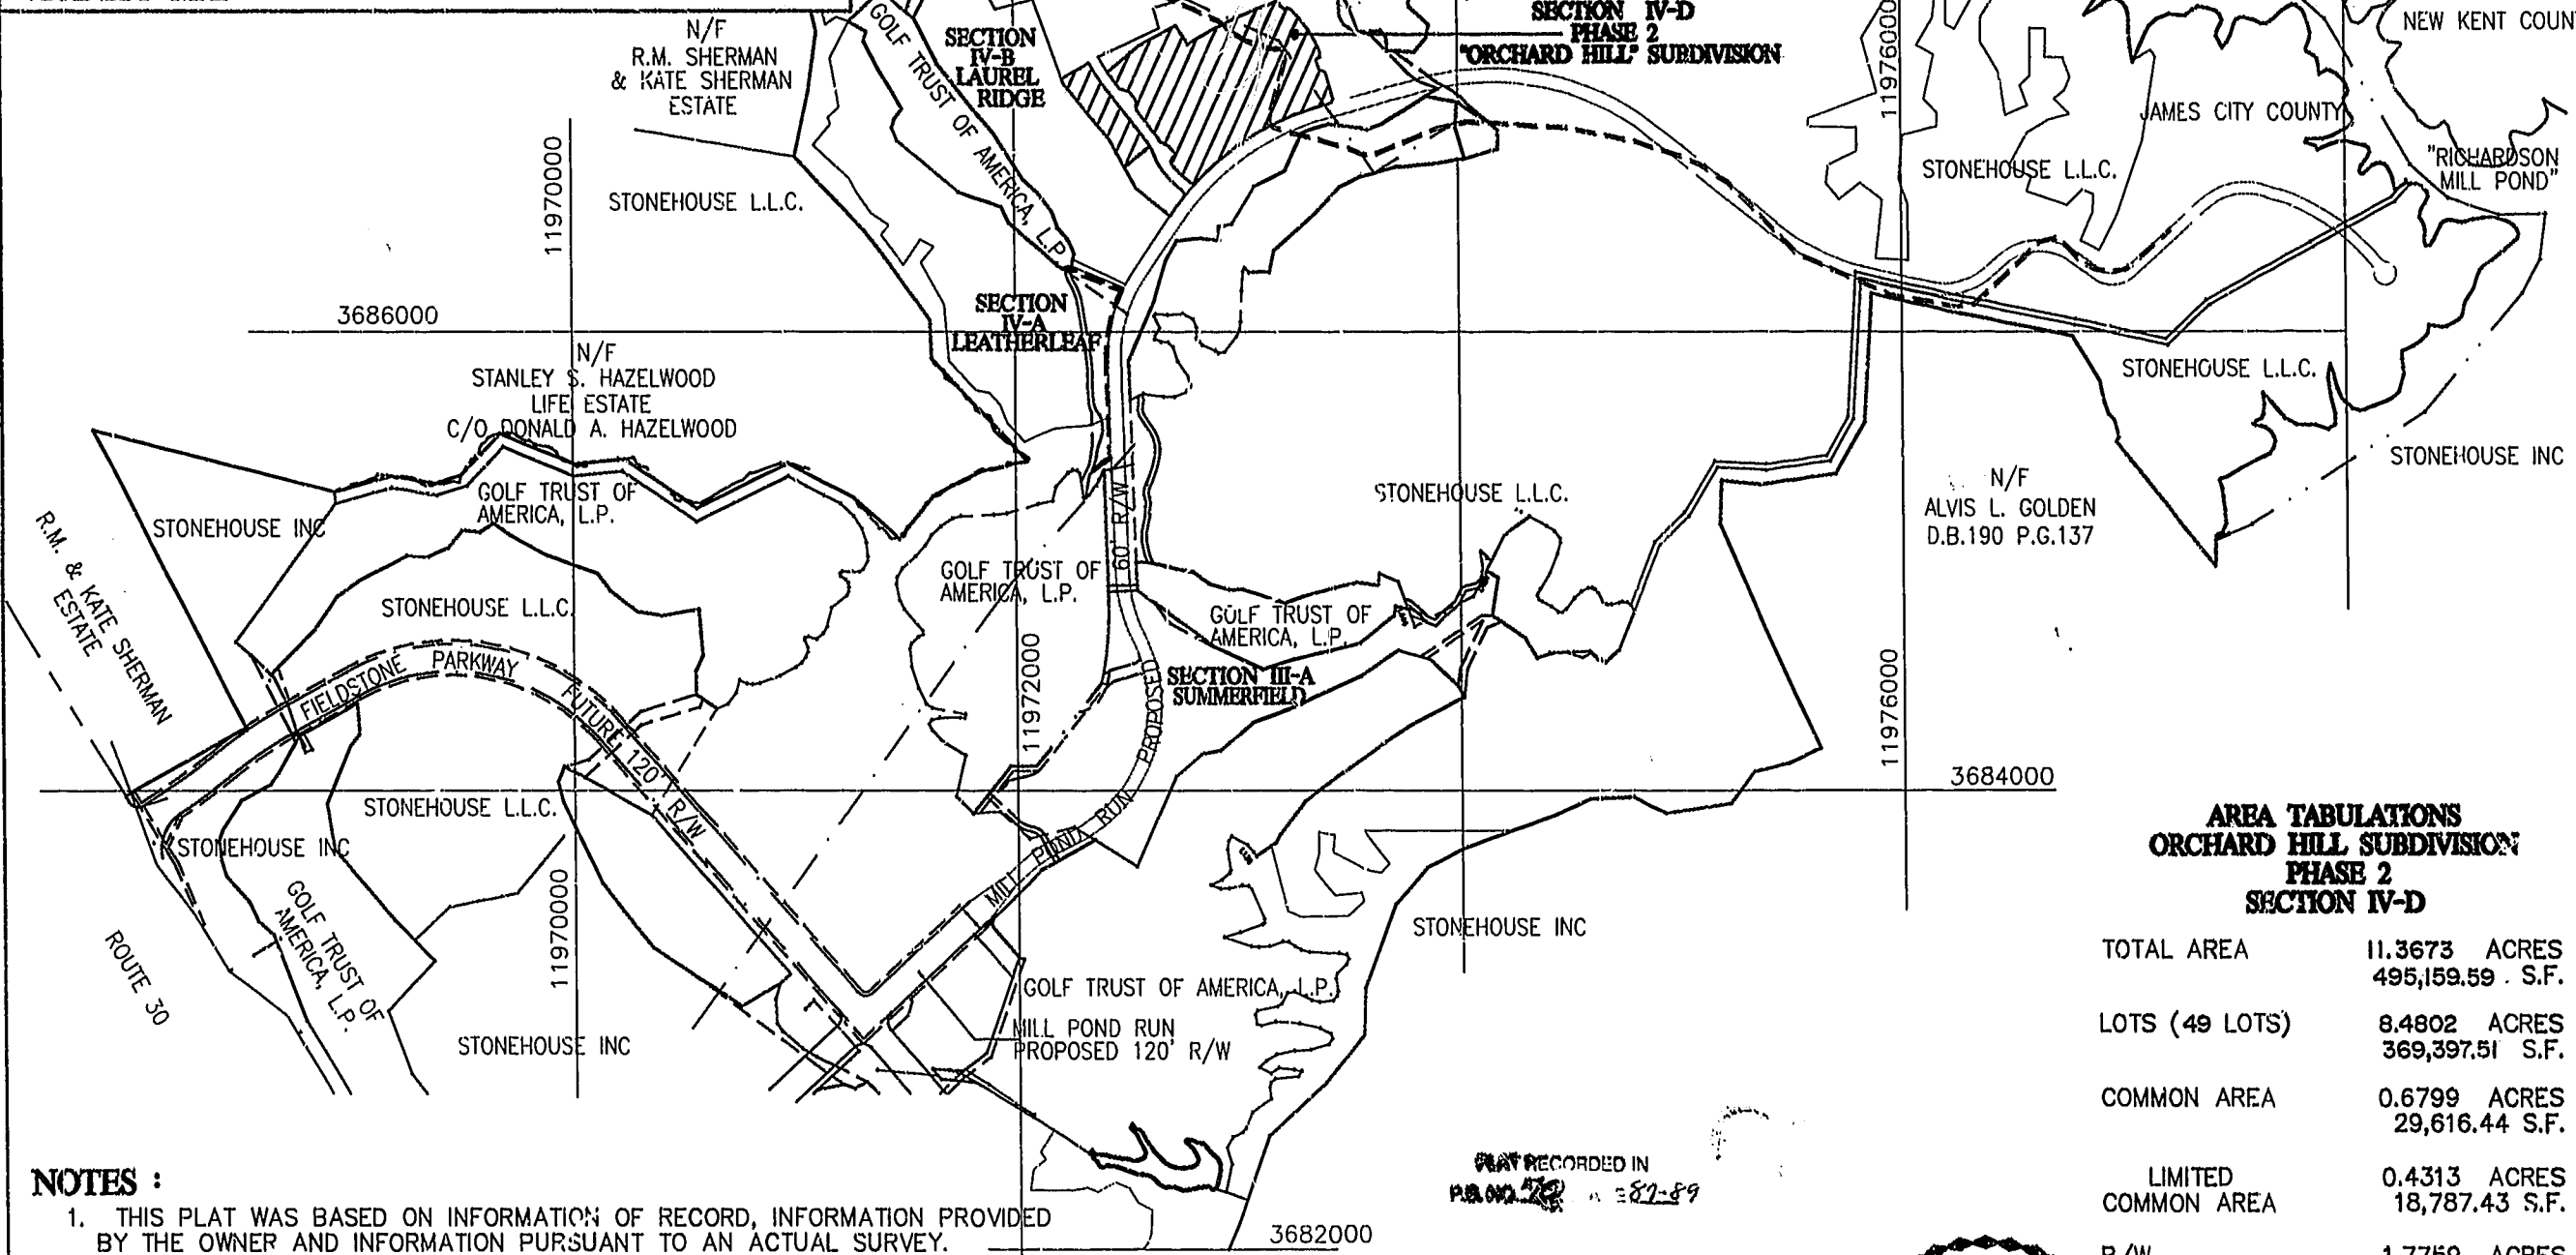 N/F
R.M. SHERMAN
& KATE SHERMAN
ESTATE
GOLF TRUST OF AMERICA, L.P.
SECTION
IV-B
LAUREL
RIDGE
SECTION IV-D
PHASE 2
"ORCHARD HILL" SUBDIVISION
11976000
NEW KENT COUN
JAMES CITY COUNTY
"RICHARDSON
MILL POND"
STONEHOUSE L.L.C.
11970000
STONEHOUSE L.L.C.
3686000
SECTION
IV-A
LEATHERLEAF
N/F
STANLEY S. HAZELWOOD
LIFE ESTATE
C/O DONALD A. HAZELWOOD
STONEHOUSE L.L.C.
STONEHOUSE INC
N/F
ALVIS L. GOLDEN
D.B.190 P.G.137
STONEHOUSE L.L.C.
GOLF TRUST OF
AMERICA, L.P.
STONEHOUSE INC
R.M. & KATE SHERMAN
ESTATE
60' R/W
GOLF TRUST OF
AMERICA, L.P.
GOLF TRUST OF
AMERICA, L.P.
STONEHOUSE L.L.C.
FIELDSTONE PARKWAY
FUTURE 120' R/W
11972000
SECTION III-A
SUMMERFIELD
MILL POND RUN PROPOSED
11976000
3684000
STONEHOUSE L.L.C.
STONEHOUSE INC
GOLF TRUST OF
AMERICA, L.P.
ROUTE 30
11970000
STONEHOUSE INC
STONEHOUSE INC
GOLF TRUST OF AMERICA, L.P.
MILL POND RUN
PROPOSED 120' R/W
AREA TABULATIONS
ORCHARD HILL SUBDIVISION
PHASE 2
SECTION IV-D
TOTAL AREA 11.3673 ACRES
495,159.59 S.F.
LOTS (49 LOTS) 8.4802 ACRES
369,397.51 S.F.
COMMON AREA 0.6799 ACRES
29,616.44 S.F.
LIMITED 0.4313 ACRES
COMMON AREA 18,787.43 S.F.
R/W 1.7759 ACRES
PLAT RECORDED IN
P.B. NO. 87-89
NOTES :
1. THIS PLAT WAS BASED ON INFORMATION OF RECORD, INFORMATION PROVIDED
BY THE OWNER AND INFORMATION PURSUANT TO AN ACTUAL SURVEY.
3682000